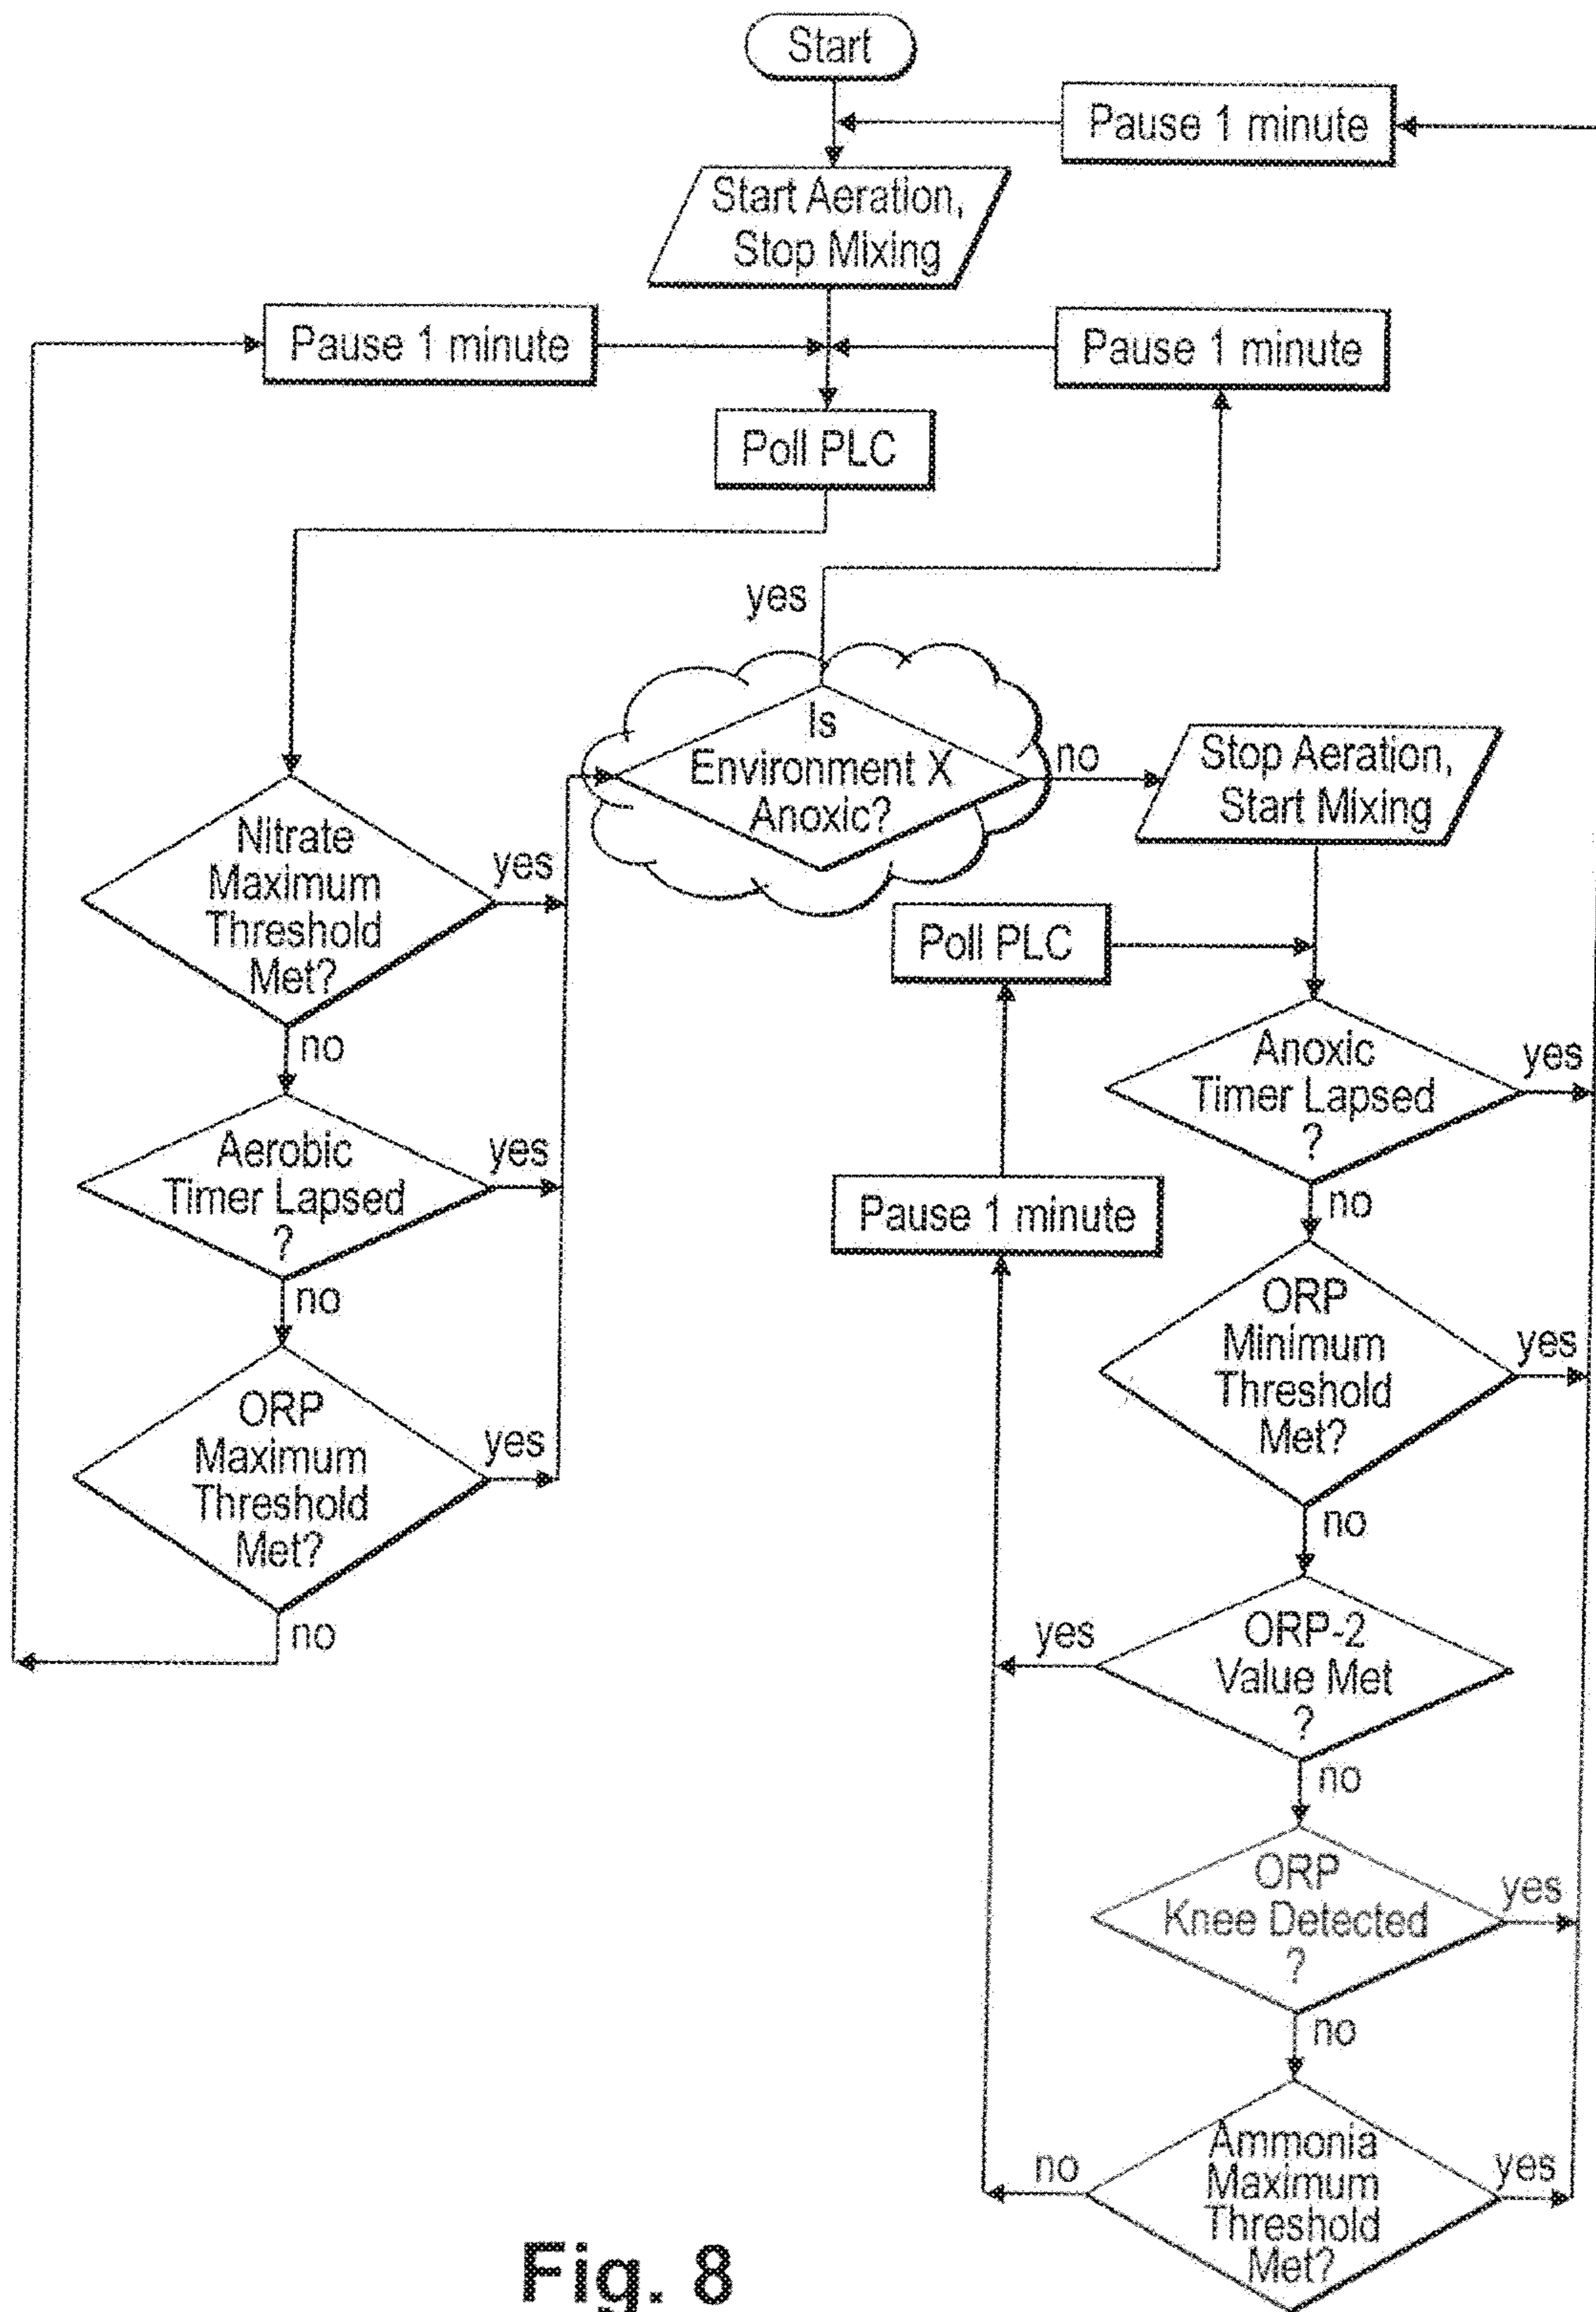 Start
Pause 1 minute
Start Aeration,
Stop Mixing
Pause 1 minute
Pause 1 minute
Poll PLC
yes
Is
Environment X
Anoxic?
no
Stop Aeration,
Start Mixing
Nitrate
Maximum
Threshold
Met?
yes
no
Aerobic
Timer Lapsed
?
yes
no
ORP
Maximum
Threshold
Met?
yes
no
Poll PLC
Pause 1 minute
Anoxic
Timer Lapsed
?
yes
no
ORP
Minimum
Threshold
Met?
yes
no
ORP-2
Value Met
?
yes
no
ORP
Knee Detected
?
yes
no
Ammonia
Maximum
Threshold
Met?
no
yes
Fig. 8